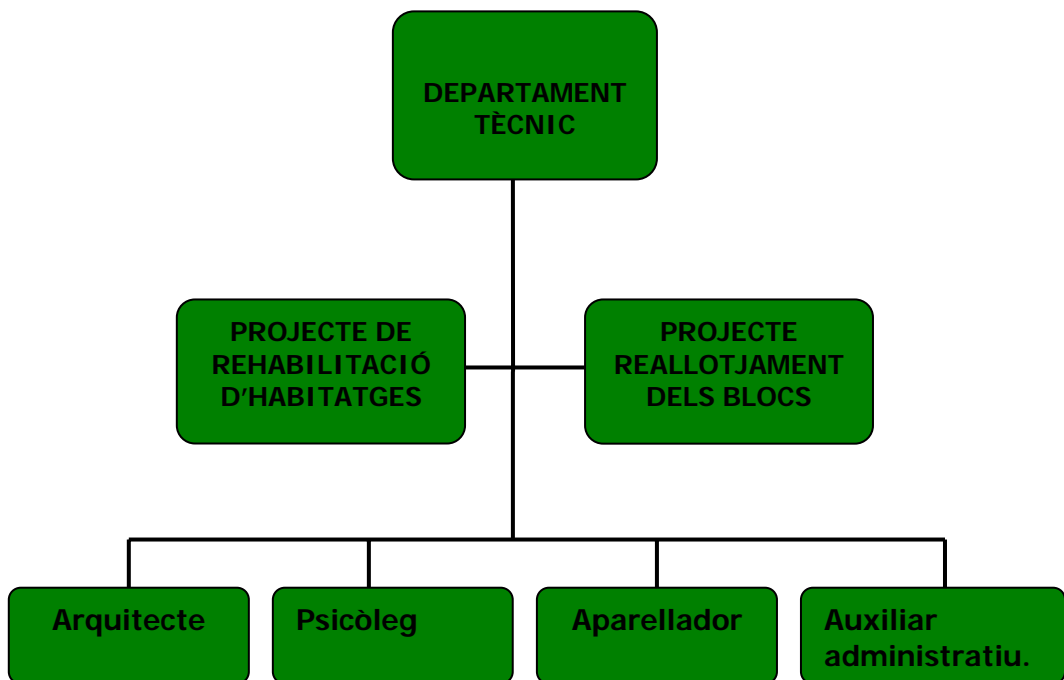 DEPARTAMENT
TÈCNIC
PROJECTE DE
REHABILITACIÓ
D'HABITATGES
PROJECTE
REALLOTJAMENT
DELS BLOCS
Arquitecte
Psicòleg
Aparellador
Auxiliar
administratiu.